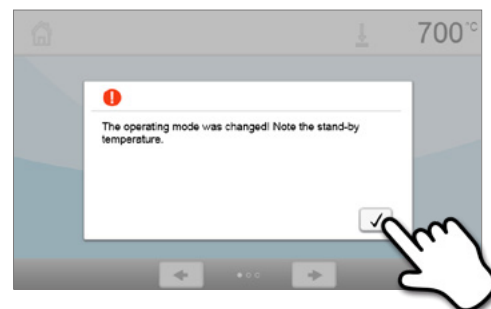 700°C
The operating mode was changed! Note the stand-by
temperature.